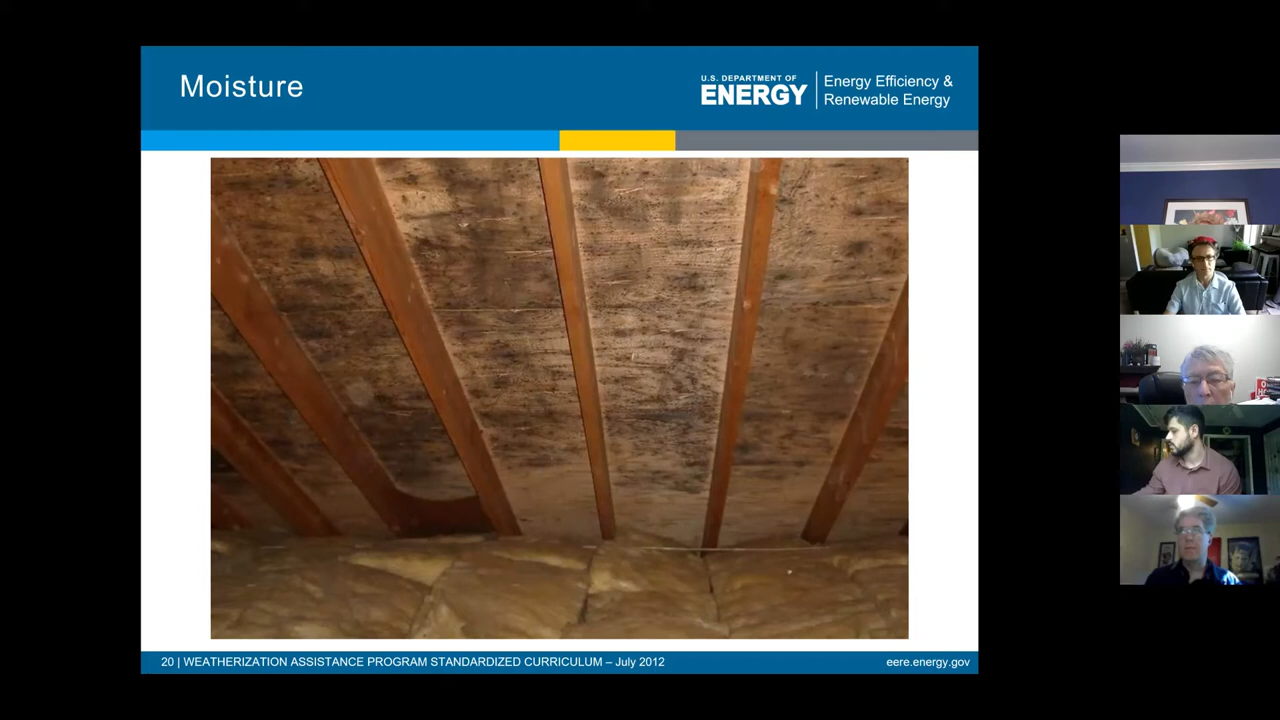 Moisture
U.S. DEPARTMENT OF
ENERGY
Energy Efficiency &
Renewable Energy
20 | WEATHERIZATION ASSISTANCE PROGRAM STANDARDIZED CURRICULUM – July 2012
eere.energy.gov